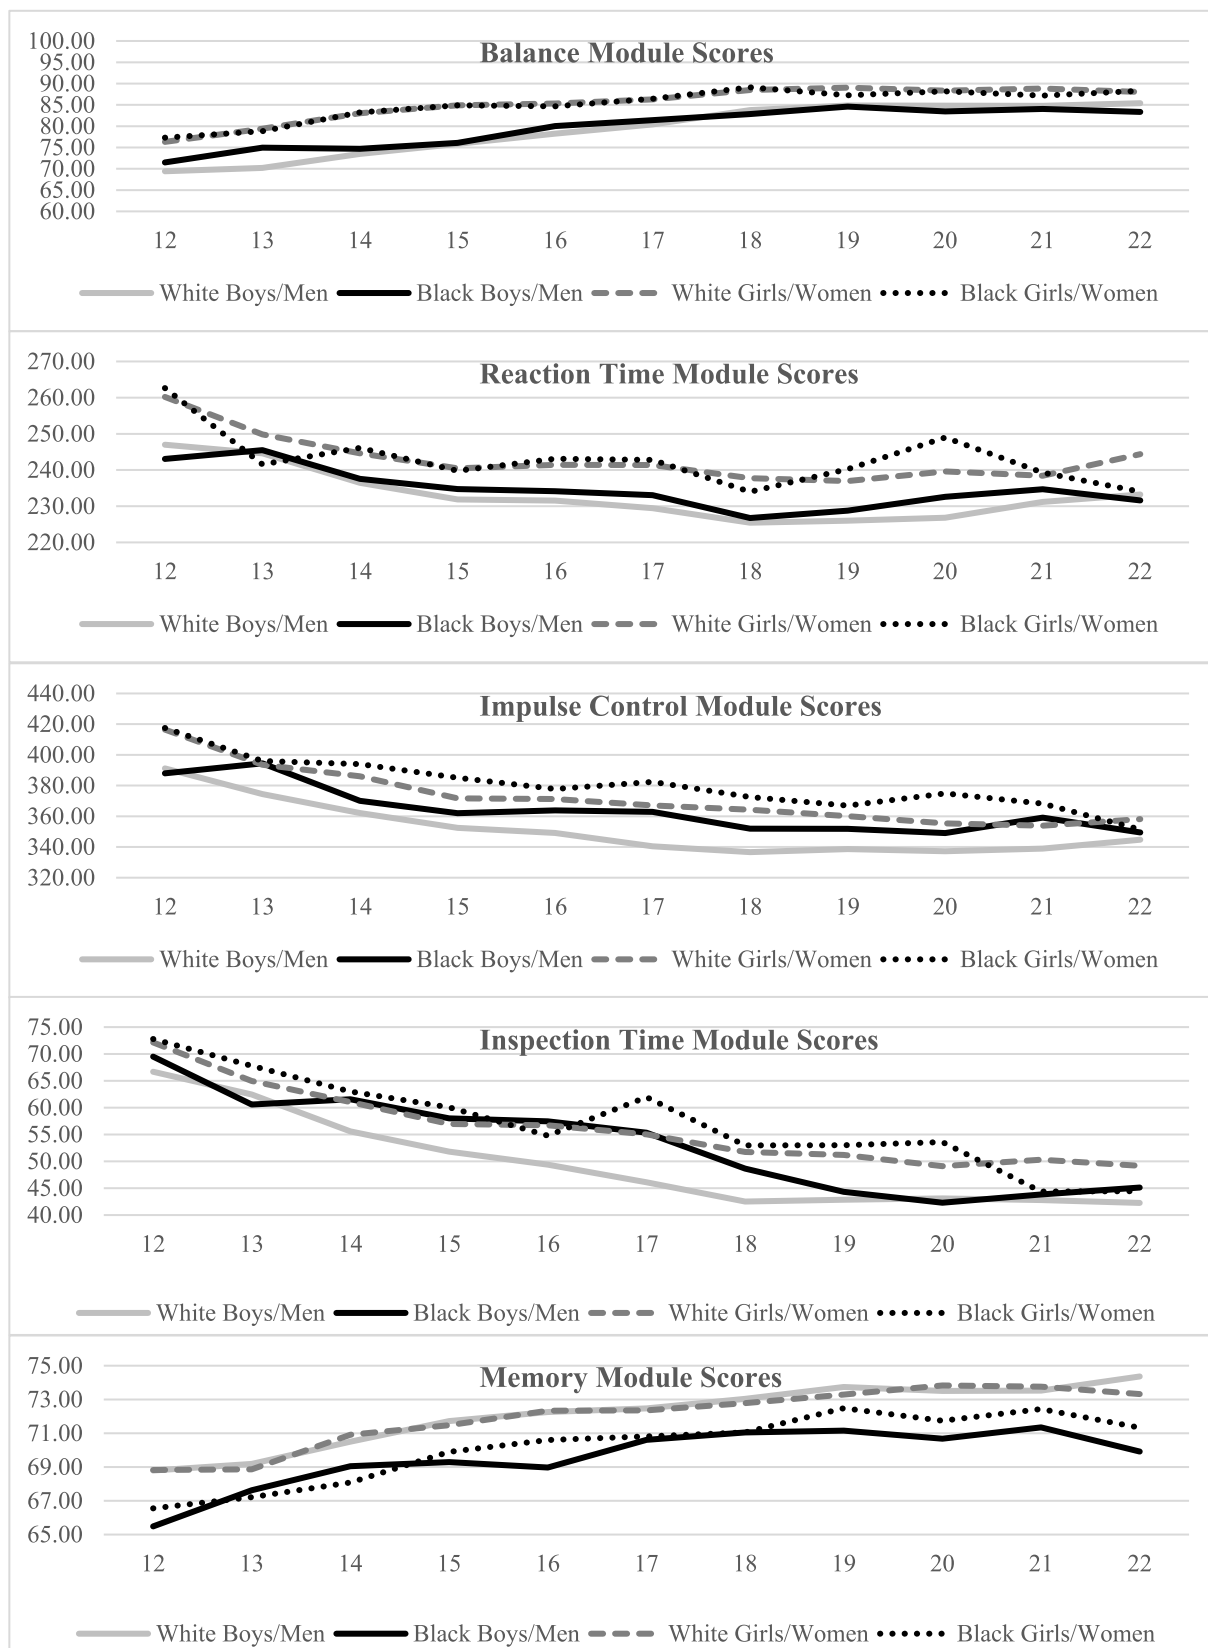 Balance Module Scores
100.00
95.00
90.00
85.00
80.00
75.00
70.00
65.00
60.00
12 13 14 15 16 17 18 19 20 21 22
White Boys/Men Black Boys/Men White Girls/Women Black Girls/Women
Reaction Time Module Scores
270.00
260.00
250.00
240.00
230.00
220.00
12 13 14 15 16 17 18 19 20 21 22
White Boys/Men Black Boys/Men White Girls/Women Black Girls/Women
Impulse Control Module Scores
440.00
420.00
400.00
380.00
360.00
340.00
320.00
12 13 14 15 16 17 18 19 20 21 22
White Boys/Men Black Boys/Men White Girls/Women Black Girls/Women
Inspection Time Module Scores
75.00
70.00
65.00
60.00
55.00
50.00
45.00
40.00
12 13 14 15 16 17 18 19 20 21 22
White Boys/Men Black Boys/Men White Girls/Women Black Girls/Women
Memory Module Scores
75.00
73.00
71.00
69.00
67.00
65.00
12 13 14 15 16 17 18 19 20 21 22
White Boys/Men Black Boys/Men White Girls/Women Black Girls/Women